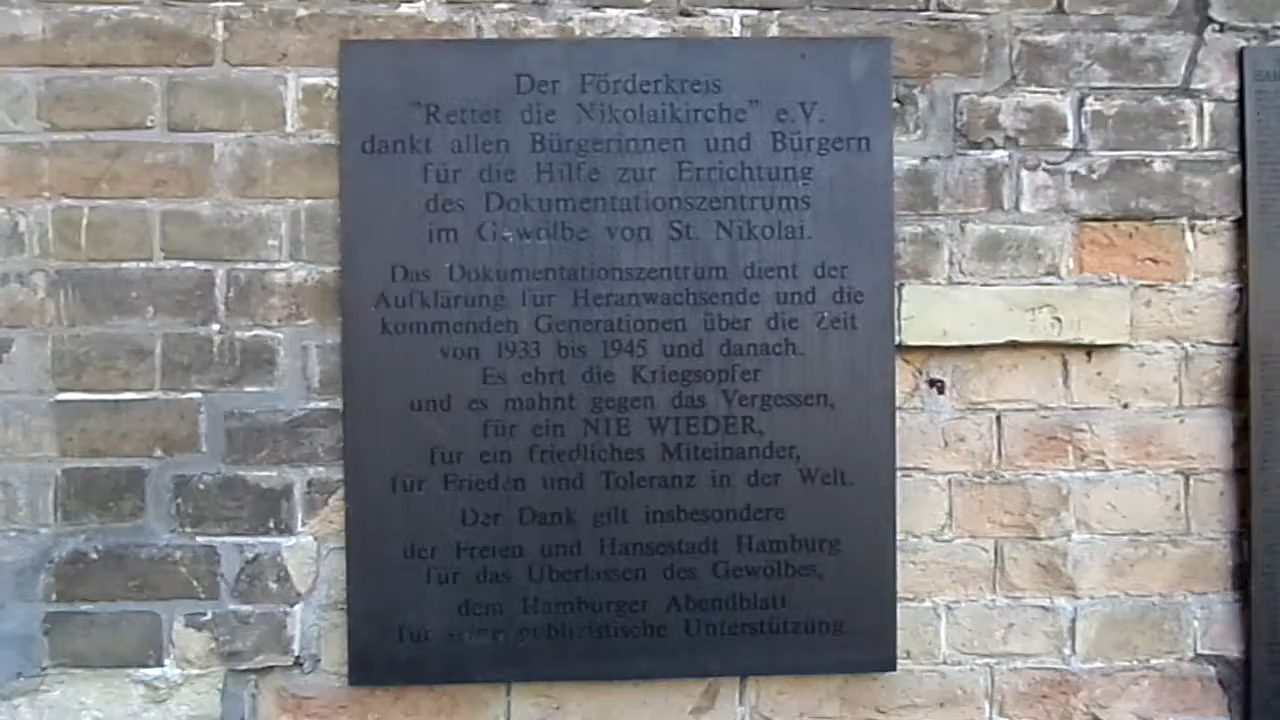 Der Förderkreis
"Rettet die Nikolaikirche" e.V.
dankt allen Bürgerinnen und Bürgern
für die Hilfe zur Errichtung
des Dokumentationszentrums
im Gewölbe von St. Nikolai.
Das Dokumentationszentrum dient der
Aufklärung für Heranwachsende und die
kommenden Generationen über die Zeit
von 1933 bis 1945 und danach.
Es ehrt die Kriegsopfer
und es mahnt gegen das Vergessen,
für ein NIE WIEDER,
für ein friedliches Miteinander,
für Frieden und Toleranz in der Welt.
Der Dank gilt insbesondere
der Freien und Hansestadt Hamburg
für das Überlassen des Gewölbes,
dem Hamburger Abendblatt
für seine publizistische Unterstützung